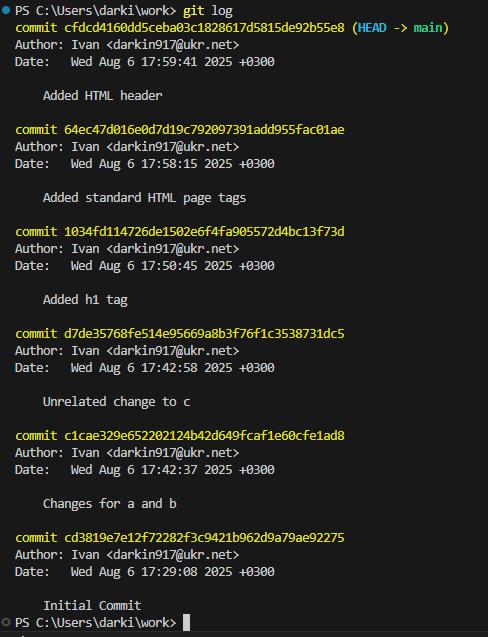 PS C:\Users\darki\work> git log
commit cfdcd4160dd5ceba03c1828617d5815de92b55e8 (HEAD -> main)
Author: Ivan <darkin917@ukr.net>
Date:   Wed Aug 6 17:59:41 2025 +0300

    Added HTML header

commit 64ec47d016e0d7d19c792097391add955fac01ae
Author: Ivan <darkin917@ukr.net>
Date:   Wed Aug 6 17:58:15 2025 +0300

    Added standard HTML page tags

commit 1034fd114726de1502e6f4fa905572d4bc13f73d
Author: Ivan <darkin917@ukr.net>
Date:   Wed Aug 6 17:50:45 2025 +0300

    Added h1 tag

commit d7de35768fe514e95669a8b3f76f1c3538731dc5
Author: Ivan <darkin917@ukr.net>
Date:   Wed Aug 6 17:42:58 2025 +0300

    Unrelated change to c

commit c1cae329e652202124b42d649fcaf1e60cfe1ad8
Author: Ivan <darkin917@ukr.net>
Date:   Wed Aug 6 17:42:37 2025 +0300

    Changes for a and b

commit cd3819e7e12f72282f3c9421b962d9a79ae92275
Author: Ivan <darkin917@ukr.net>
Date:   Wed Aug 6 17:29:08 2025 +0300

    Initial Commit
PS C:\Users\darki\work>